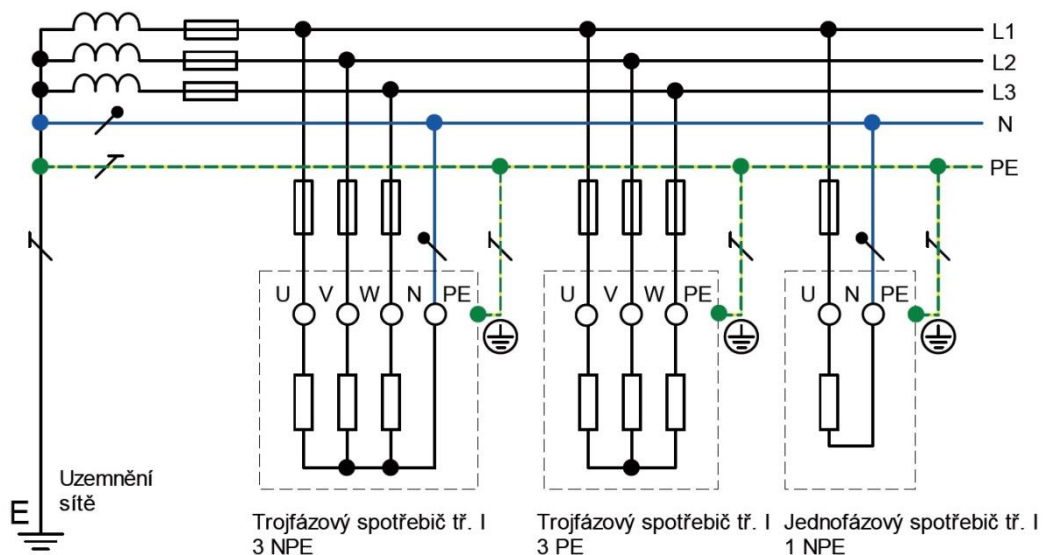 L1
L2
L3
N
PE
U V W N PE
U V W PE
U N PE
Uzemnění
sítě
E
Trojfázový spotřebič tř. I
3 NPE
Trojfázový spotřebič tř. I
3 PE
Jednofázový spotřebič tř. I
1 NPE